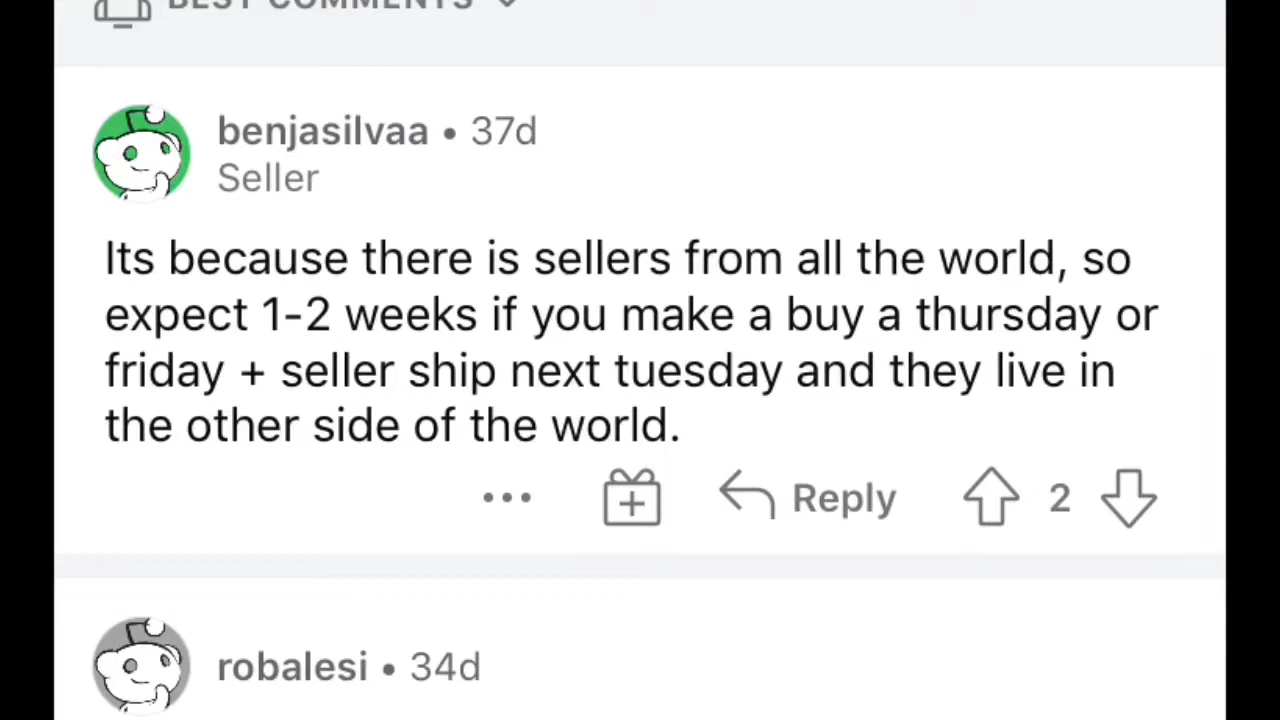 BEST COMMENTS
benjasilvaa • 37d
Seller
Its because there is sellers from all the world, so
expect 1-2 weeks if you make a buy a thursday or
friday + seller ship next tuesday and they live in
the other side of the world.
Reply 2
robalesi • 34d